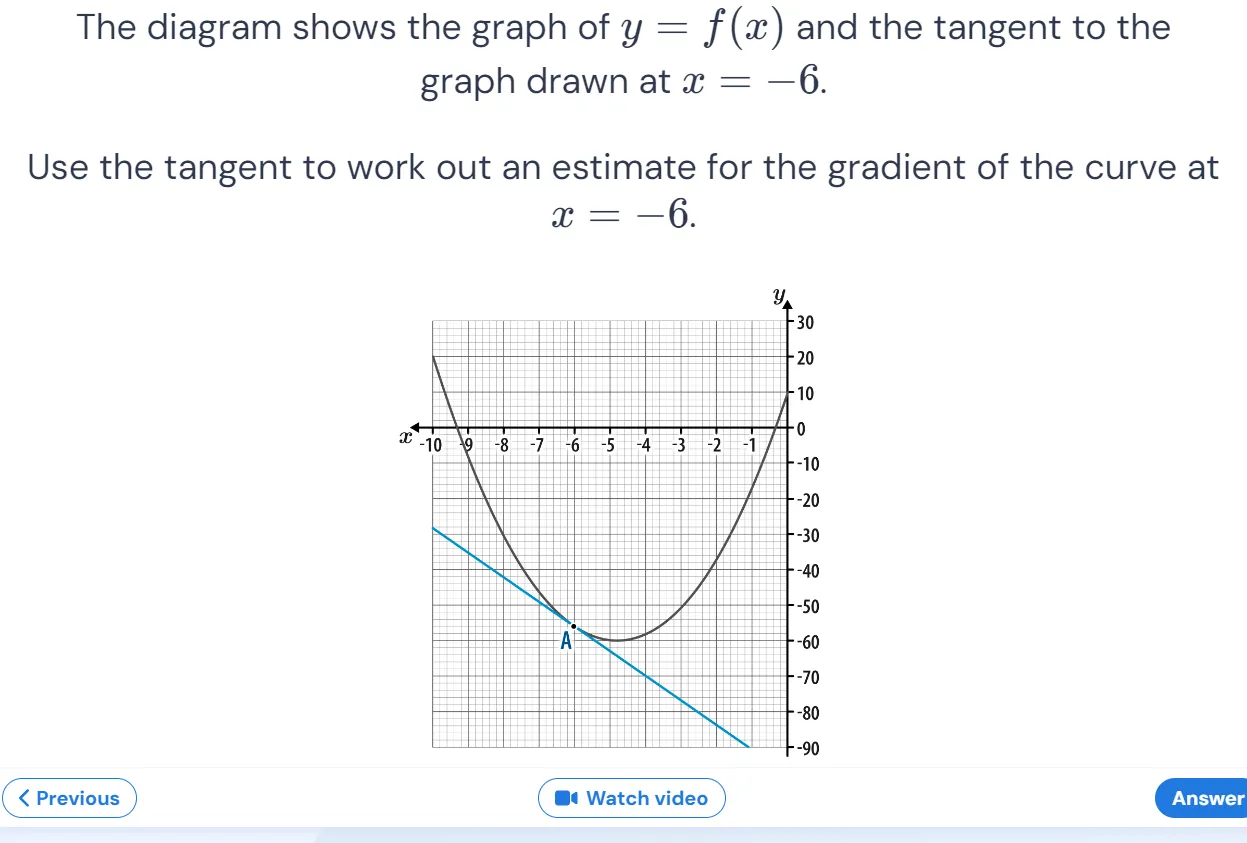 The diagram shows the graph of y = f(x) and the tangent to the
graph drawn at x = −6.
Use the tangent to work out an estimate for the gradient of the curve at
x = −6.
y
30
20
10
x
-10 -9 -8 -7 -6 -5 -4 -3 -2 -1 0
-10
-20
-30
-40
-50
A
-60
-70
-80
-90
Previous
Watch video
Answer